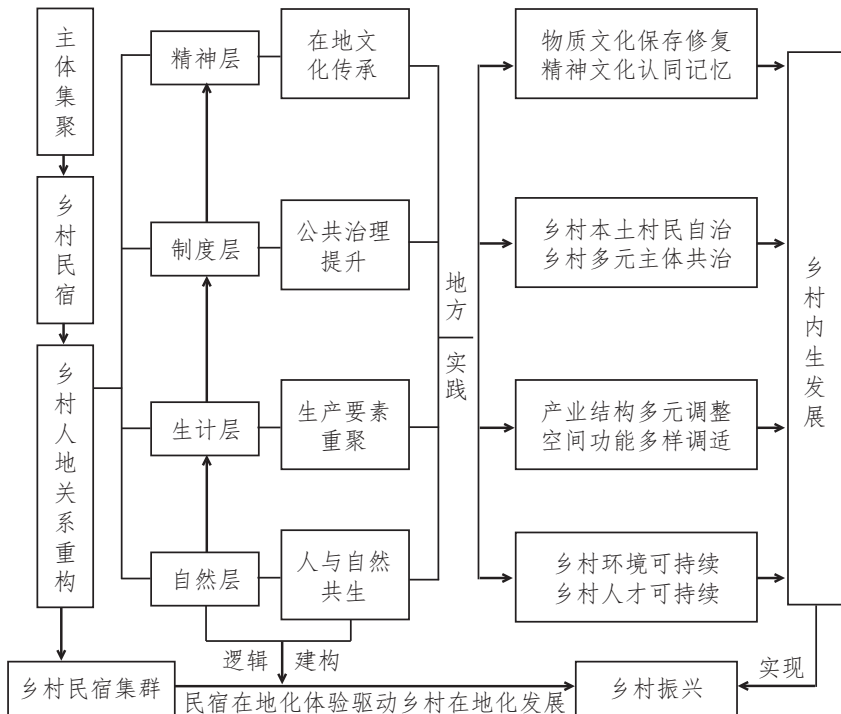 主体集聚
乡村民宿
乡村人地关系重构
乡村民宿集群
精神层
制度层
生计层
自然层
在地文
化传承
公共治理
提升
生产要素
重聚
人与自然
共生
逻辑 建构
地方
实践
物质文化保存修复
精神文化认同记忆
乡村本土村民自治
乡村多元主体共治
产业结构多元调整
空间功能多样调适
乡村环境可持续
乡村人才可持续
乡村内生发展
实现
乡村振兴
民宿在地化体验驱动乡村在地化发展